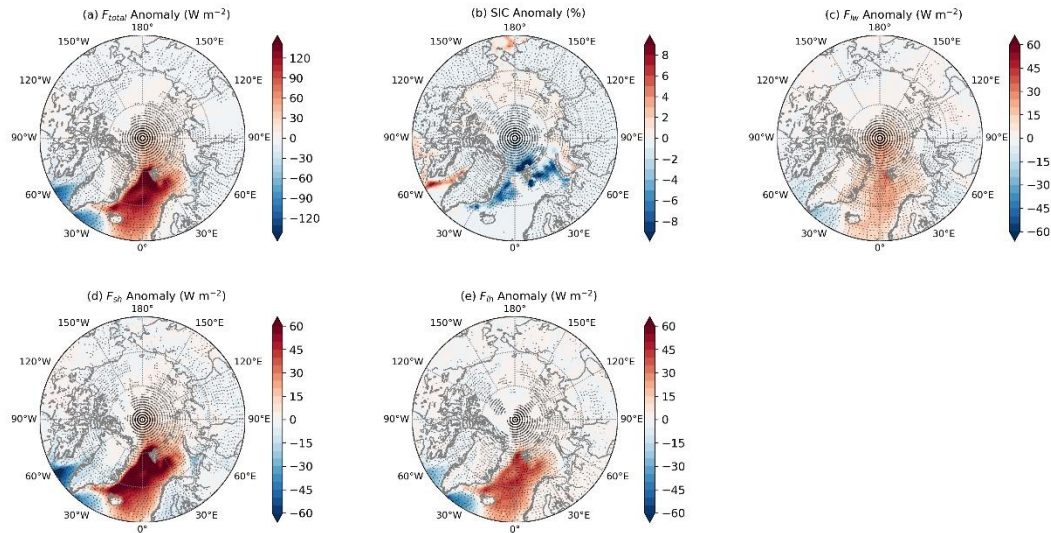 (a) F_total Anomaly (W m⁻²)
180°
150°W
150°E
120°W
120°E
90°W
90°E
60°W
60°E
30°W
30°E
0°
120
90
60
30
0
−30
−60
−90
−120
(b) SIC Anomaly (%)
180°
150°W
150°E
120°W
120°E
90°W
90°E
60°W
60°E
30°W
30°E
0°
8
6
4
2
0
−2
−4
−6
−8
(c) F_lw Anomaly (W m⁻²)
180°
150°W
150°E
120°W
120°E
90°W
90°E
60°W
60°E
30°W
30°E
0°
60
45
30
15
0
−15
−30
−45
−60
(d) F_sh Anomaly (W m⁻²)
180°
150°W
150°E
120°W
120°E
90°W
90°E
60°W
60°E
30°W
30°E
0°
60
45
30
15
0
−15
−30
−45
−60
(e) F_lh Anomaly (W m⁻²)
180°
150°W
150°E
120°W
120°E
90°W
90°E
60°W
60°E
30°W
30°E
0°
60
45
30
15
0
−15
−30
−45
−60